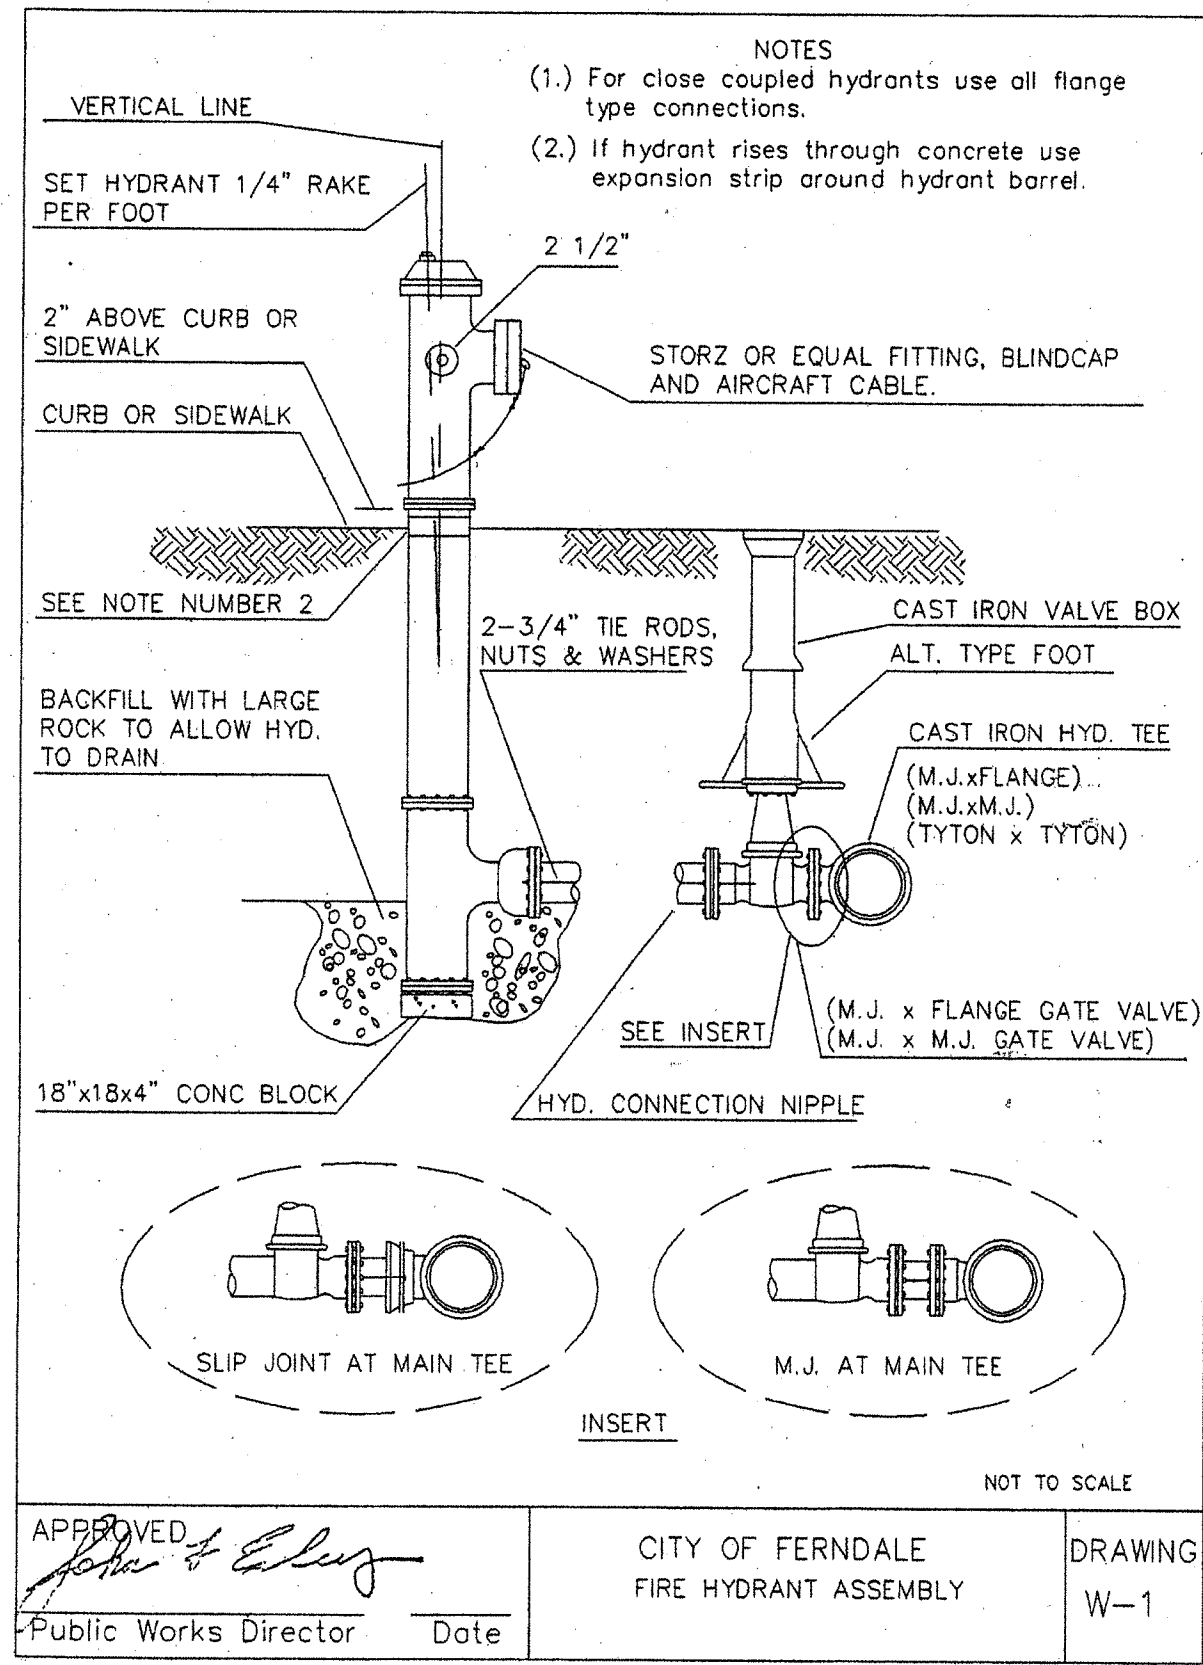 NOTES
(1.) For close coupled hydrants use all flange
type connections.
(2.) If hydrant rises through concrete use
expansion strip around hydrant barrel.
VERTICAL LINE
SET HYDRANT 1/4" RAKE
PER FOOT
2 1/2"
2" ABOVE CURB OR
SIDEWALK
STORZ OR EQUAL FITTING, BLINDCAP
AND AIRCRAFT CABLE.
CURB OR SIDEWALK
SEE NOTE NUMBER 2
2-3/4" TIE RODS,
NUTS & WASHERS
CAST IRON VALVE BOX
ALT. TYPE FOOT
BACKFILL WITH LARGE
ROCK TO ALLOW HYD.
TO DRAIN
CAST IRON HYD. TEE
(M.J.xFLANGE)
(M.J.xM.J.)
(TYTON x TYTON)
SEE INSERT
(M.J. x FLANGE GATE VALVE)
(M.J. x M.J. GATE VALVE)
18"x18x4" CONC BLOCK
HYD. CONNECTION NIPPLE
SLIP JOINT AT MAIN TEE
M.J. AT MAIN TEE
INSERT
NOT TO SCALE
APPROVED
Public Works Director
Date
CITY OF FERNDALE
FIRE HYDRANT ASSEMBLY
DRAWING
W-1